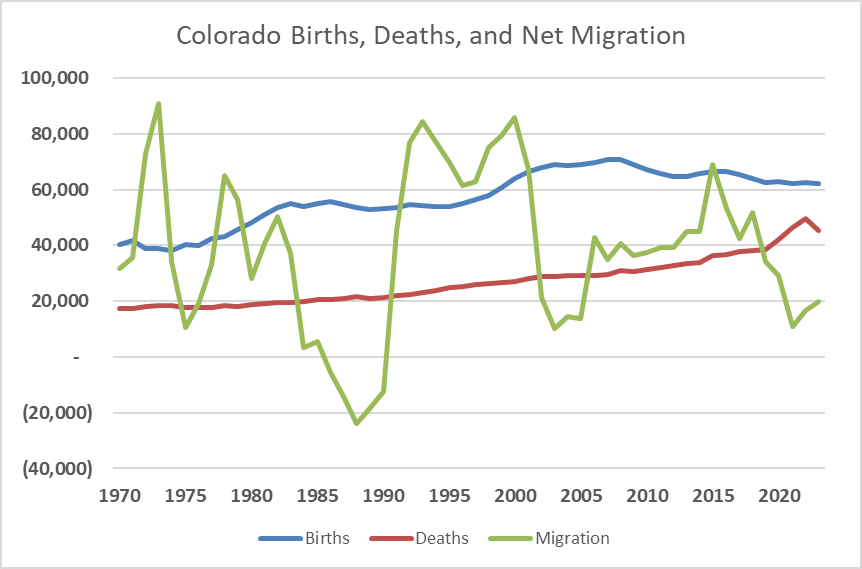 Colorado Births, Deaths, and Net Migration
100,000
80,000
60,000
40,000
20,000
-
(20,000)
(40,000)
1970 1975 1980 1985 1990 1995 2000 2005 2010 2015 2020
Births Deaths Migration